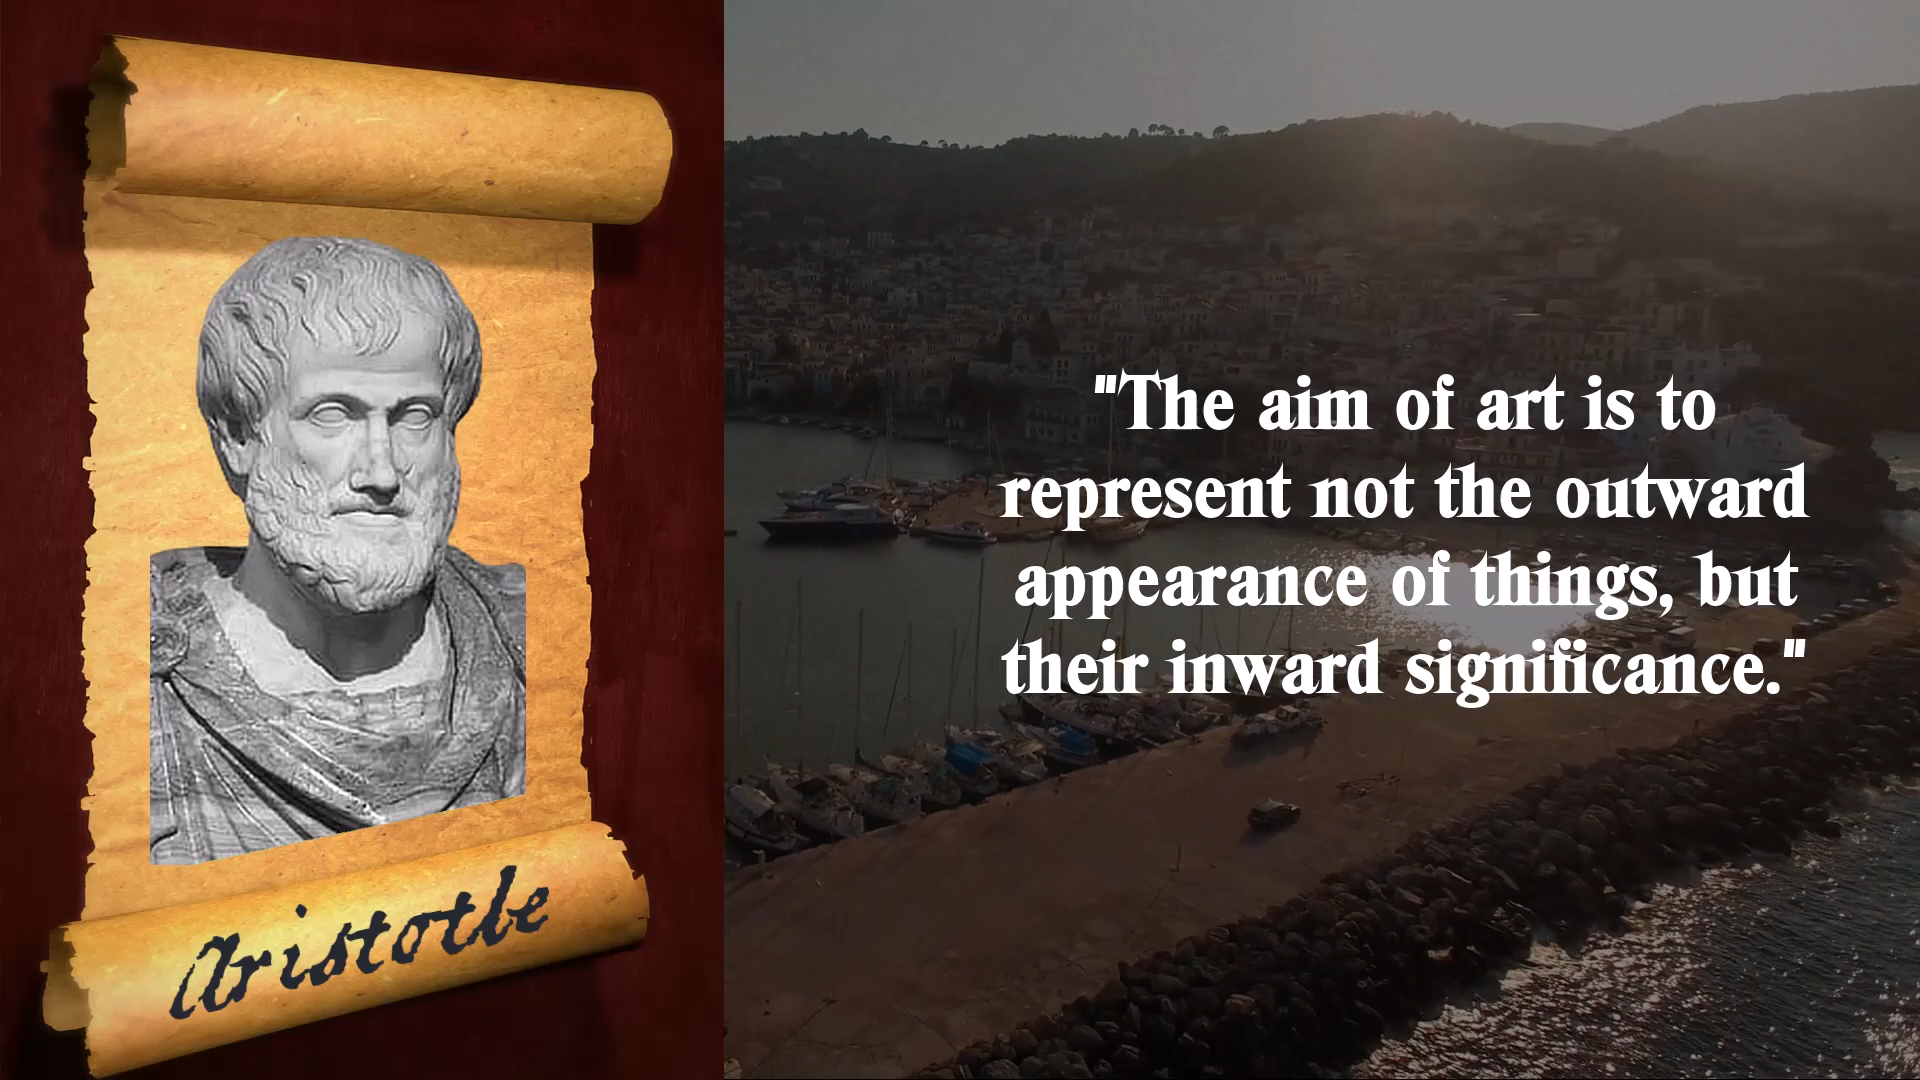 Aristotle
"The aim of art is to
represent not the outward
appearance of things, but
their inward significance."